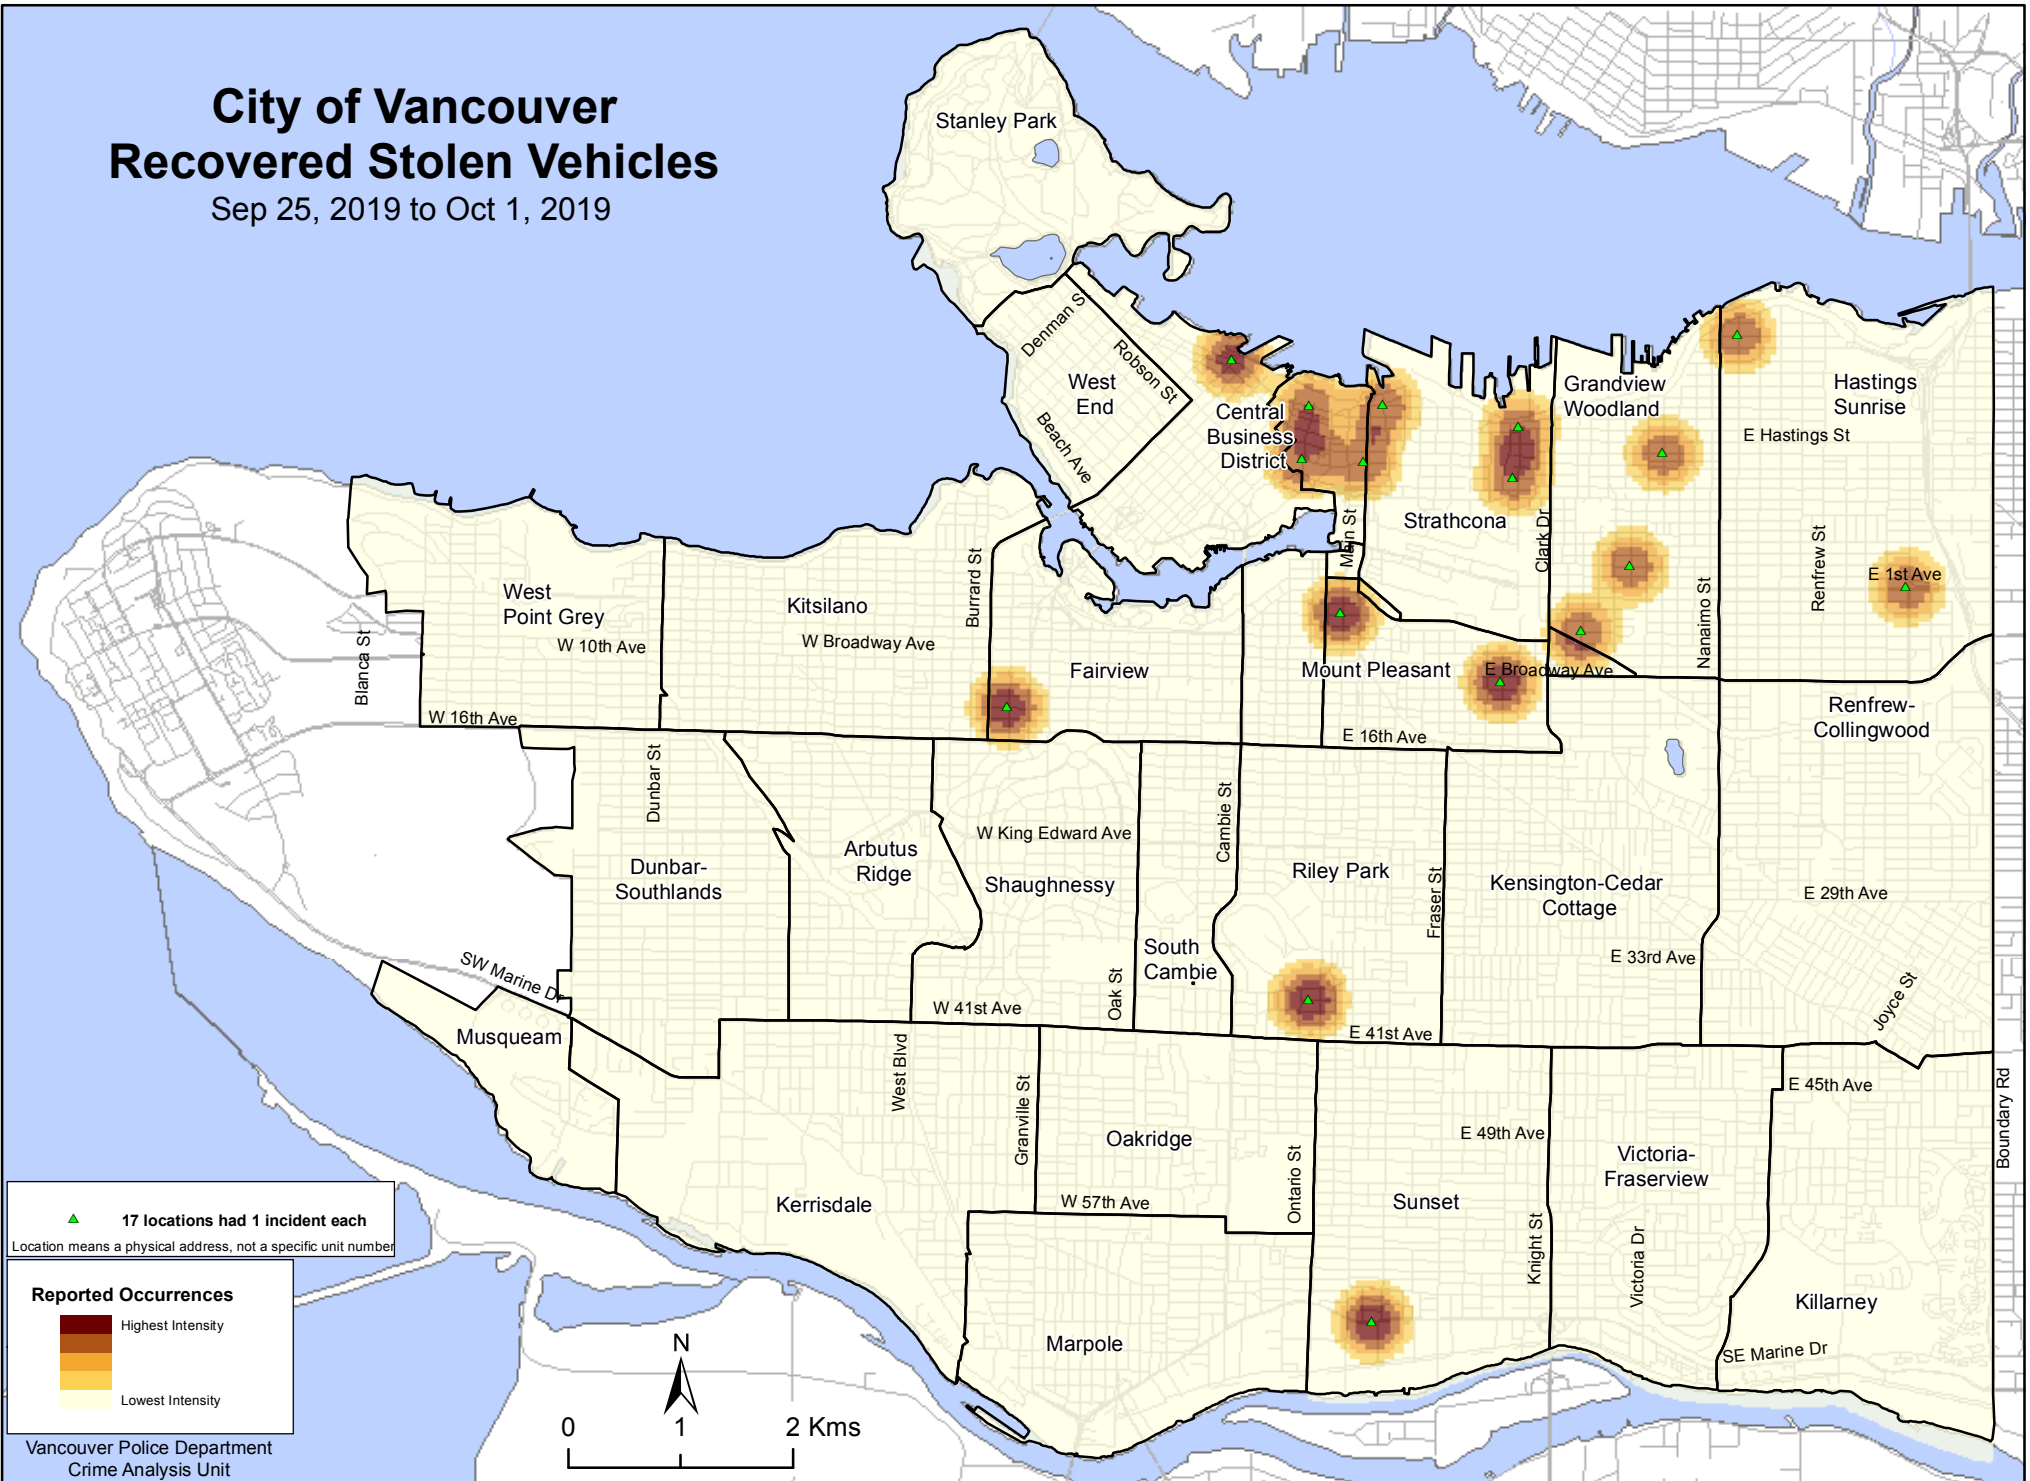 City of Vancouver
Recovered Stolen Vehicles
Sep 25, 2019 to Oct 1, 2019
Stanley Park
Denman St
Robson St
West
End
Beach Ave
Central
Business
District
Grandview
Woodland
Hastings
Sunrise
E Hastings St
Strathcona
Main St
Clark Dr
Renfrew St
E 1st Ave
Nanaimo St
West
Point Grey
W 10th Ave
Blanca St
W 16th Ave
Kitsilano
W Broadway Ave
Burrard St
Fairview
Mount Pleasant
E Broadway Ave
E 16th Ave
Renfrew-
Collingwood
Dunbar St
Dunbar-
Southlands
Arbutus
Ridge
W King Edward Ave
Shaughnessy
Cambie St
South
Cambie
Oak St
W 41st Ave
Riley Park
Fraser St
E 41st Ave
Kensington-Cedar
Cottage
E 33rd Ave
E 29th Ave
Joyce St
SW Marine Dr
Musqueam
West Blvd
Granville St
Kerrisdale
Oakridge
W 57th Ave
Ontario St
Marpole
Sunset
E 49th Ave
Knight St
Victoria-
Fraserview
Victoria Dr
E 45th Ave
Boundary Rd
Killarney
SE Marine Dr
17 locations had 1 incident each
Location means a physical address, not a specific unit number
Reported Occurrences
Highest Intensity
Lowest Intensity
Vancouver Police Department
Crime Analysis Unit
N
0 1 2 Kms